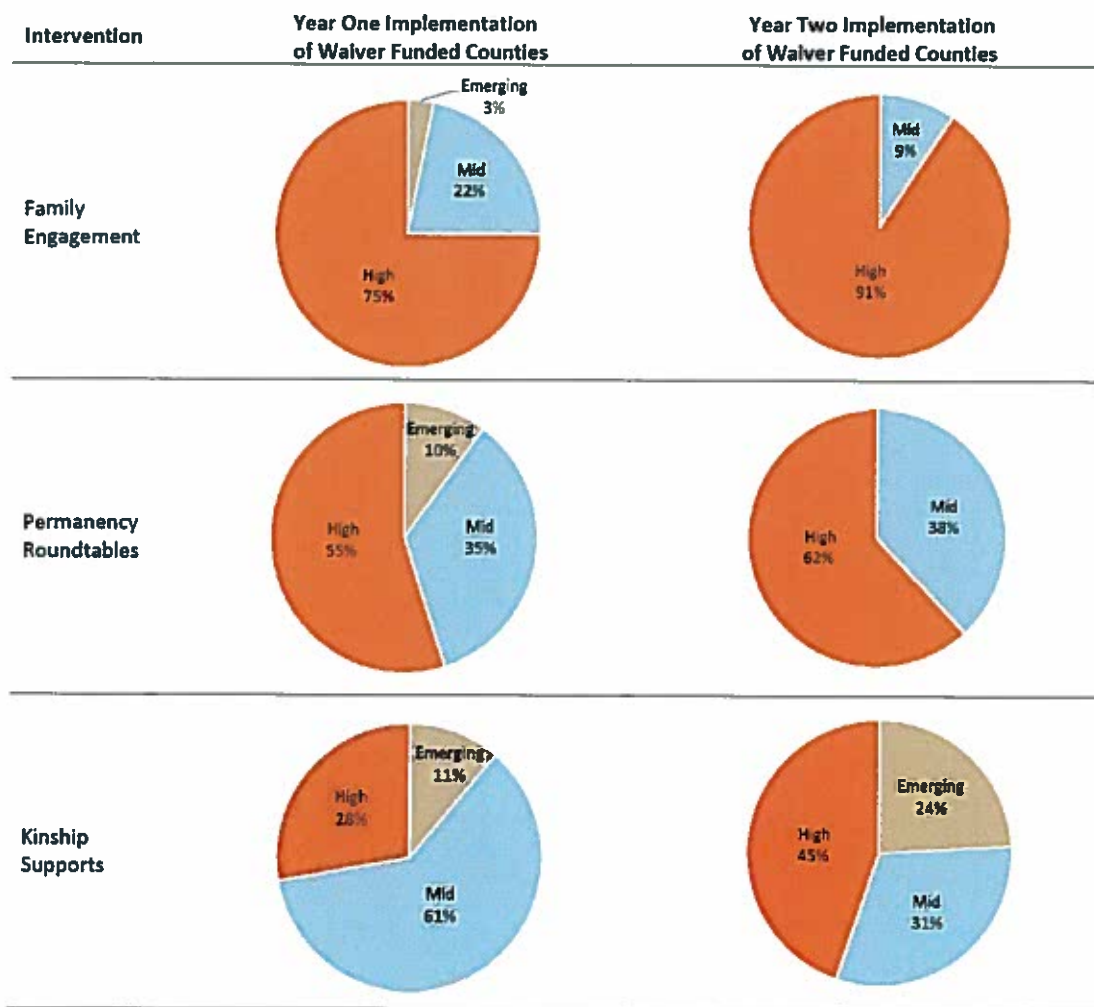 Intervention
Year One Implementation
of Waiver Funded Counties
Year Two Implementation
of Waiver Funded Counties
Family
Engagement
Emerging
3%
Mid
22%
High
75%
Mid
9%
High
91%
Permanency
Roundtables
Emerging
10%
Mid
35%
High
55%
Mid
38%
High
62%
Kinship
Supports
Emerging
11%
High
28%
Mid
61%
Emerging
24%
High
45%
Mid
31%